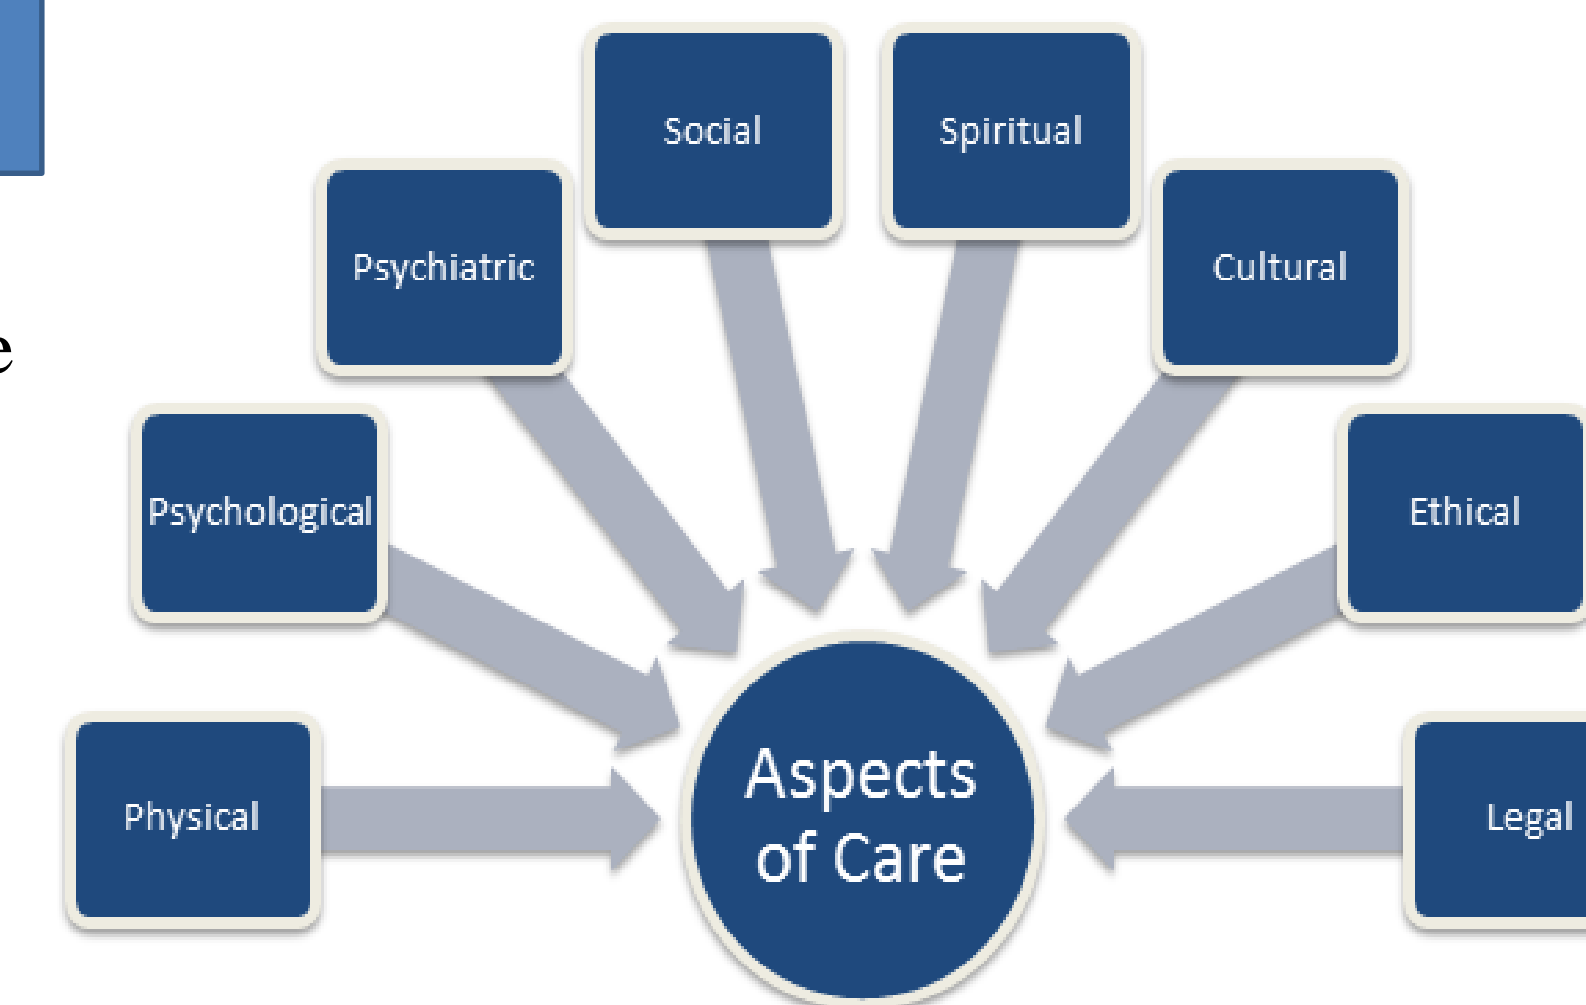 Social
Spiritual
Psychiatric
Cultural
e
Psychological
Ethical
Physical
Aspects
of Care
Legal